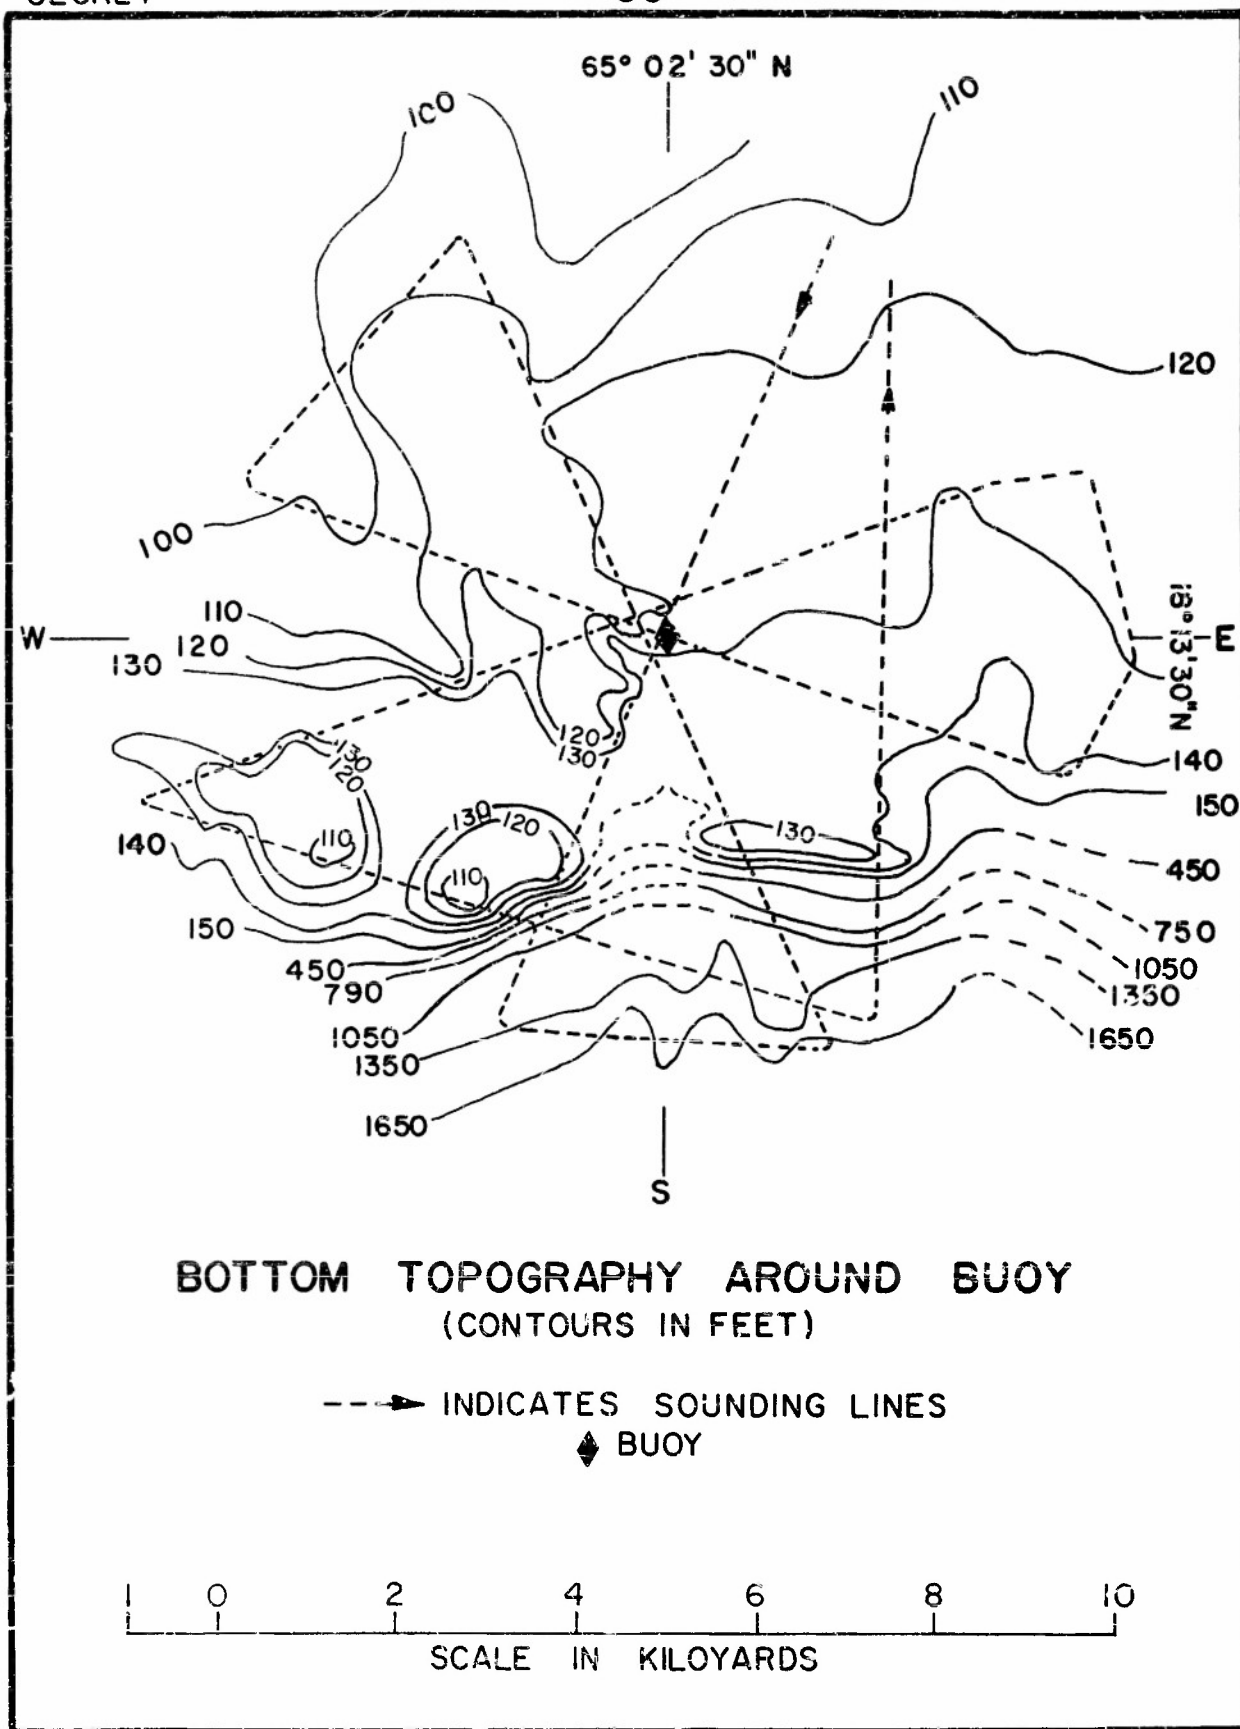 65° 02' 30" N
100
110
120
100
110
120
130
W
18° 13' 30" N
E
120
130
130
120
140
150
110
130
120
110
130
140
150
450
750
1050
1350
1650
450
790
1050
1350
1650
S
BOTTOM TOPOGRAPHY AROUND BUOY
(CONTOURS IN FEET)
INDICATES SOUNDING LINES
BUOY
1 0 2 4 6 8 10
SCALE IN KILOYARDS